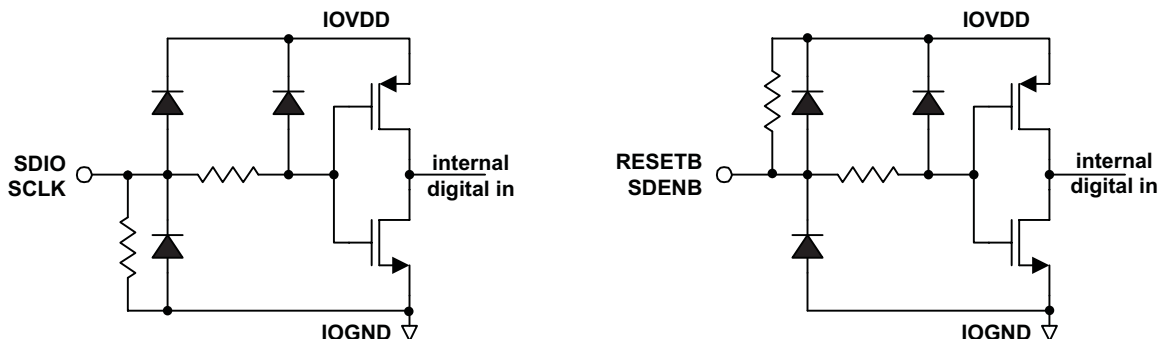 IOVDD
SDIO
SCLK
internal
digital in
IOGND
IOVDD
RESETB
SDENB
internal
digital in
IOGND